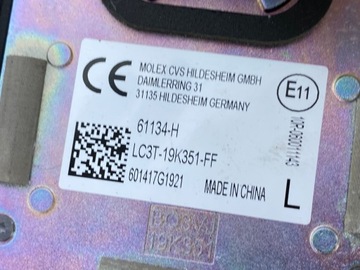 MOLEX CVS HILDESHEIM GMBH
DAIMLERRING 31
31135 HILDESHEIM GERMANY
CE
E11
61134-H
LC3T-19K351-FF
601417G1921
MADE IN CHINA
L
19K351